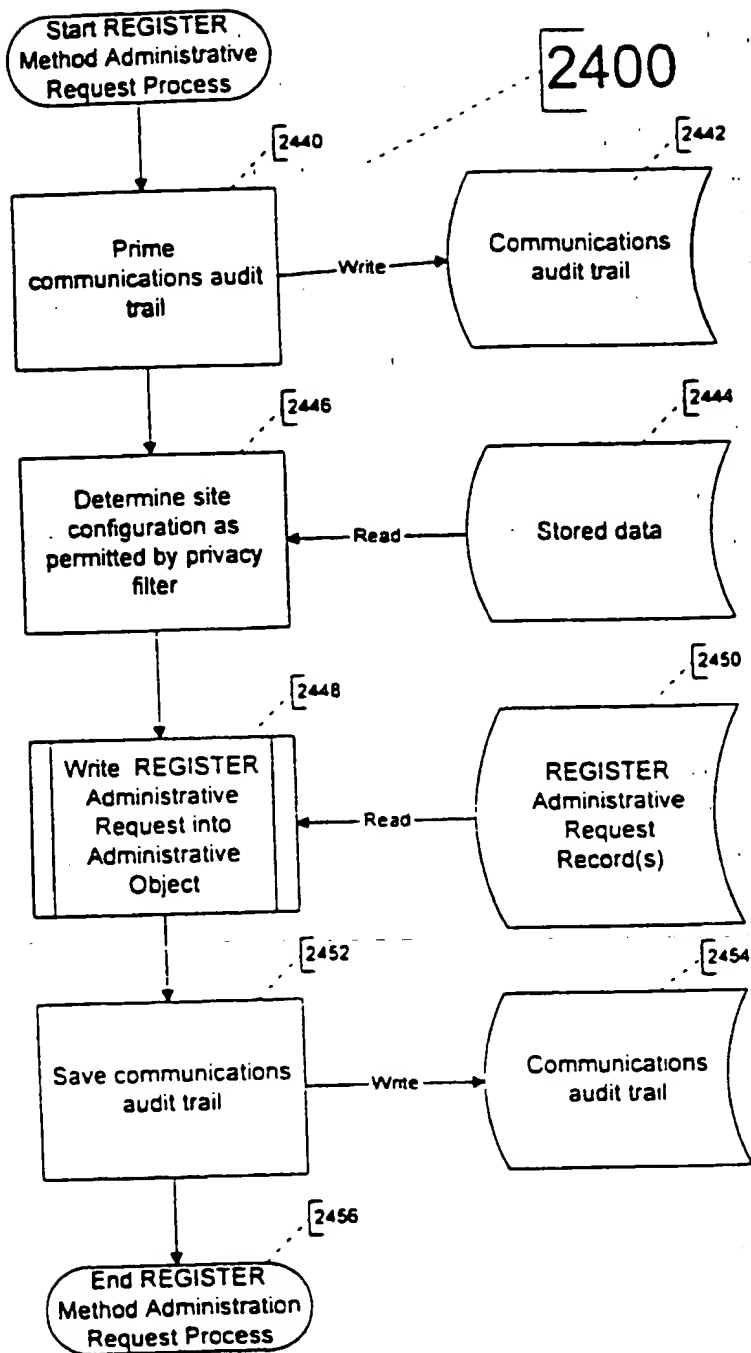 Start REGISTER
Method Administrative
Request Process
2400
2440
2442
Prime
communications audit
trail
Write
Communications
audit trail
2446
2444
Determine site
configuration as
permitted by privacy
filter
Read
Stored data
2448
2450
Write REGISTER
Administrative
Request into
Administrative
Object
Read
REGISTER
Administrative
Request
Record(s)
2452
2454
Save communications
audit trail
Write
Communications
audit trail
2456
End REGISTER
Method Administration
Request Process